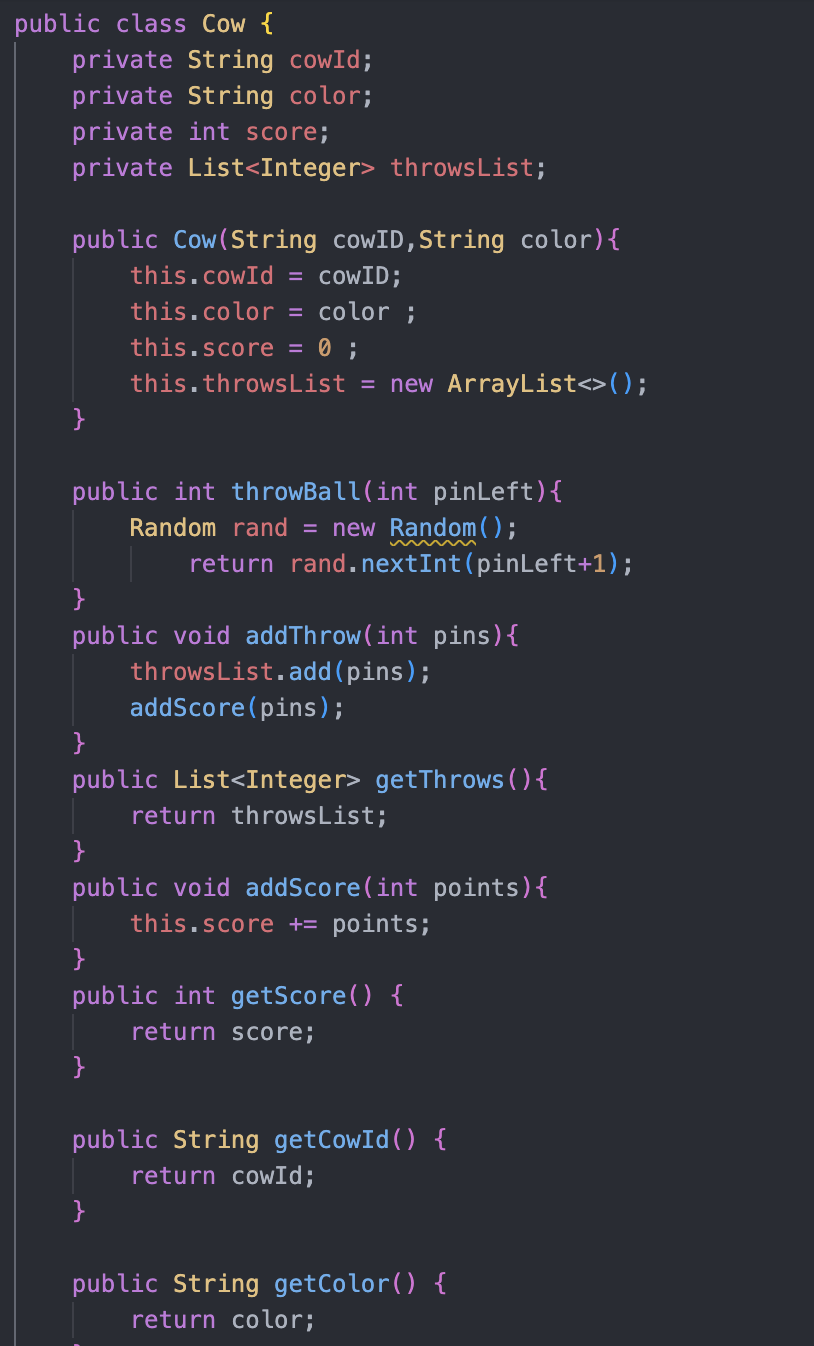 public class Cow {
    private String cowId;
    private String color;
    private int score;
    private List<Integer> throwsList;

    public Cow(String cowID,String color){
        this.cowId = cowID;
        this.color = color ;
        this.score = 0 ;
        this.throwsList = new ArrayList<>();
    }

    public int throwBall(int pinLeft){
        Random rand = new Random();
            return rand.nextInt(pinLeft+1);
    }
    public void addThrow(int pins){
        throwsList.add(pins);
        addScore(pins);
    }
    public List<Integer> getThrows(){
        return throwsList;
    }
    public void addScore(int points){
        this.score += points;
    }
    public int getScore() {
        return score;
    }

    public String getCowId() {
        return cowId;
    }

    public String getColor() {
        return color;